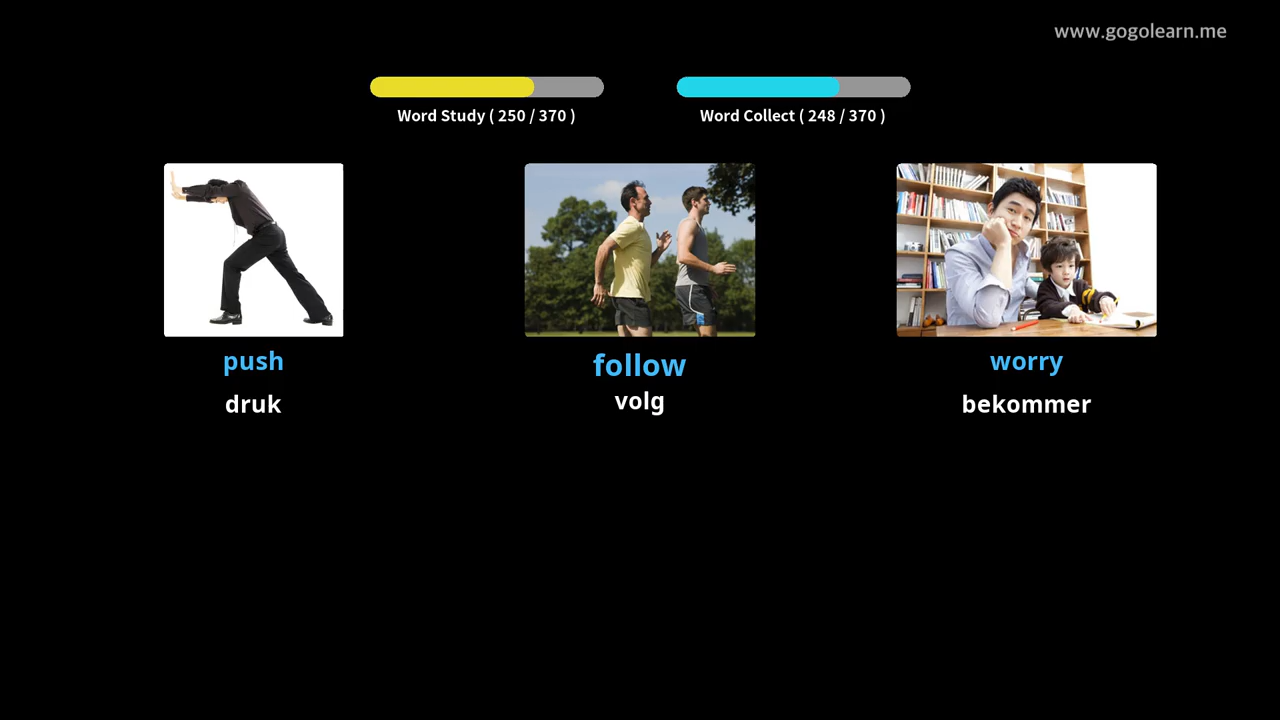 www.gogolearn.me
Word Study ( 250 / 370 )
Word Collect ( 248 / 370 )
push
follow
worry
druk
volg
bekommer